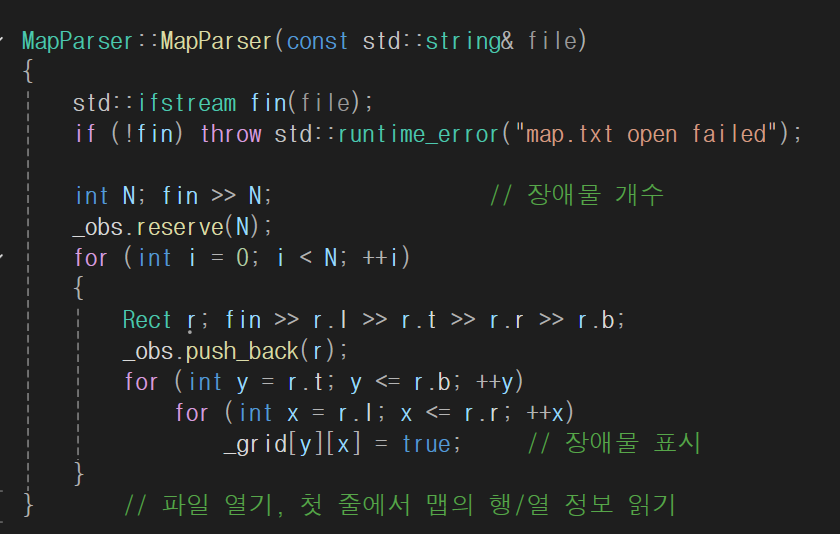 MapParser::MapParser(const std::string& file)
{
    std::ifstream fin(file);
    if (!fin) throw std::runtime_error("map.txt open failed");

    int N; fin >> N;                 // 장애물 개수
    _obs.reserve(N);
    for (int i = 0; i < N; ++i)
    {
        Rect r; fin >> r.l >> r.t >> r.r >> r.b;
        _obs.push_back(r);
        for (int y = r.t; y <= r.b; ++y)
            for (int x = r.l; x <= r.r; ++x)
                _grid[y][x] = true;     // 장애물 표시
    }
}       // 파일 열기, 첫 줄에서 맵의 행/열 정보 읽기